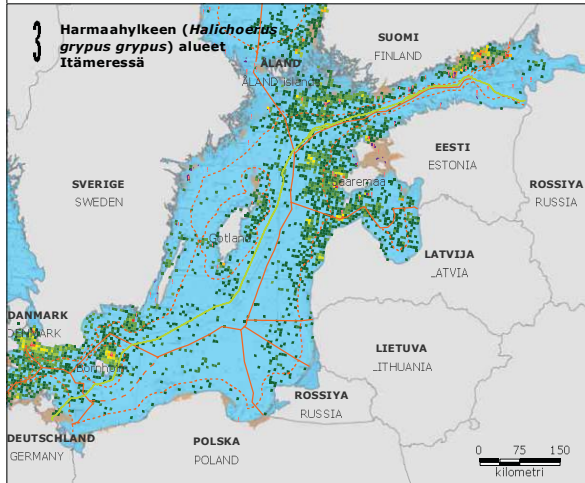 3
Harmaahylkeen (Halichoerus
grypus grypus) alueet
Itämeressä
SUOMI
FINLAND
ÅLAND
ÅLAND islands
EESTI
ESTONIA
SVERIGE
SWEDEN
Saaremaa
ROSSIYA
RUSSIA
Gotland
LATVIJA
LATVIA
DANMARK
DENMARK
LIETUVA
LITHUANIA
Bornholm
ROSSIYA
RUSSIA
DEUTSCHLAND
GERMANY
POLSKA
POLAND
0 75 150
kilometri